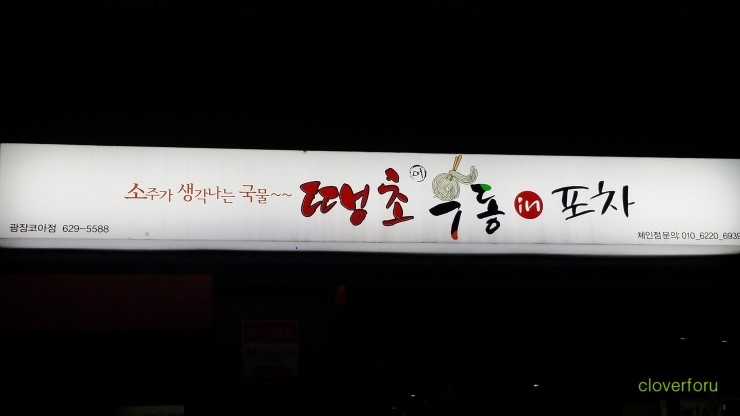 소주가 생각나는 국물~~ 땡초 에 우동 in 포차
광장코아점 629-5588
체인점문의: 010_6220_6939
cloverforu